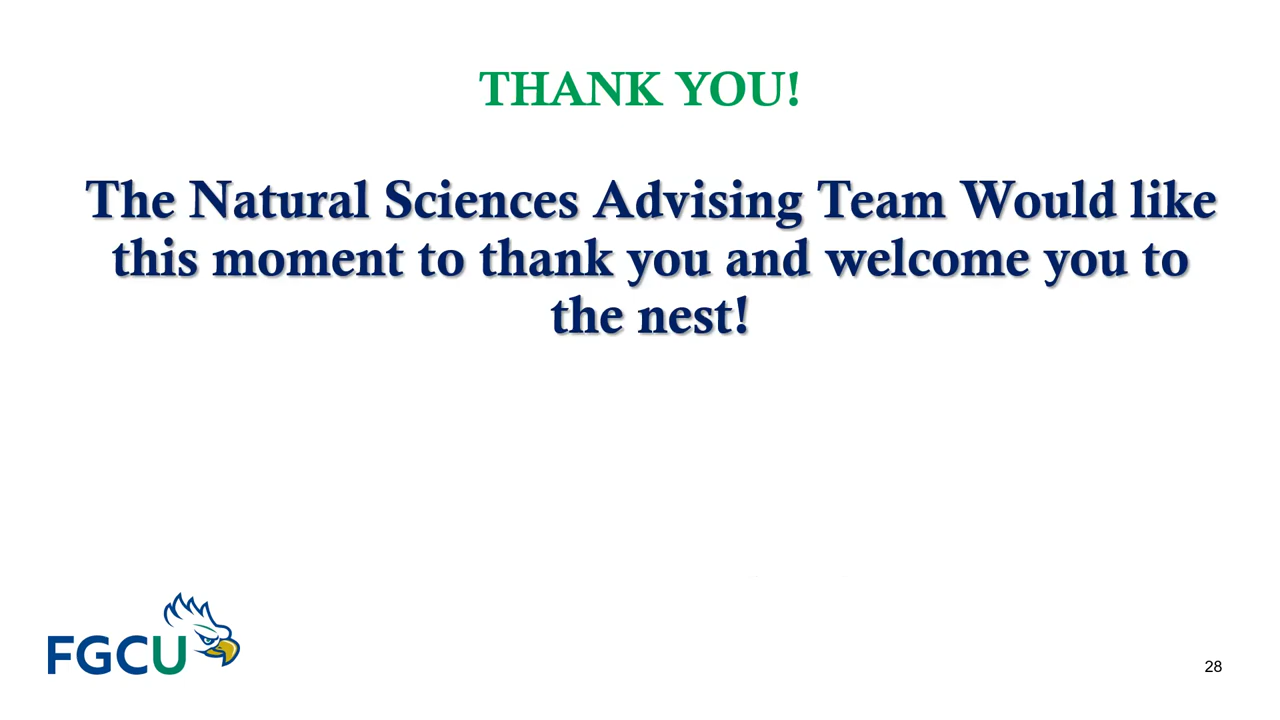 THANK YOU!
The Natural Sciences Advising Team Would like
this moment to thank you and welcome you to
the nest!
FGCU
28